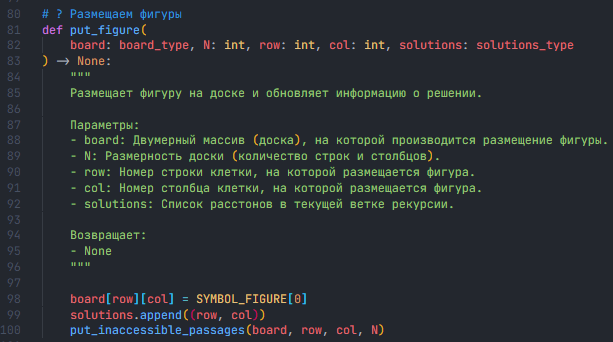 80 # ? Размещаем фигуры
81 def put_figure(
82 board: board_type, N: int, row: int, col: int, solutions: solutions_type
83 ) -> None:
84 """
85 Размещает фигуру на доске и обновляет информацию о решении.
86
87 Параметры:
88 - board: Двумерный массив (доска), на которой производится размещение фигуры.
89 - N: Размерность доски (количество строк и столбцов).
90 - row: Номер строки клетки, на которой размещается фигура.
91 - col: Номер столбца клетки, на которой размещается фигура.
92 - solutions: Список расстонов в текущей ветке рекурсии.
93
94 Возвращает:
95 - None
96 """
97
98 board[row][col] = SYMBOL_FIGURE[0]
99 solutions.append((row, col))
100 put_inaccessible_passages(board, row, col, N)